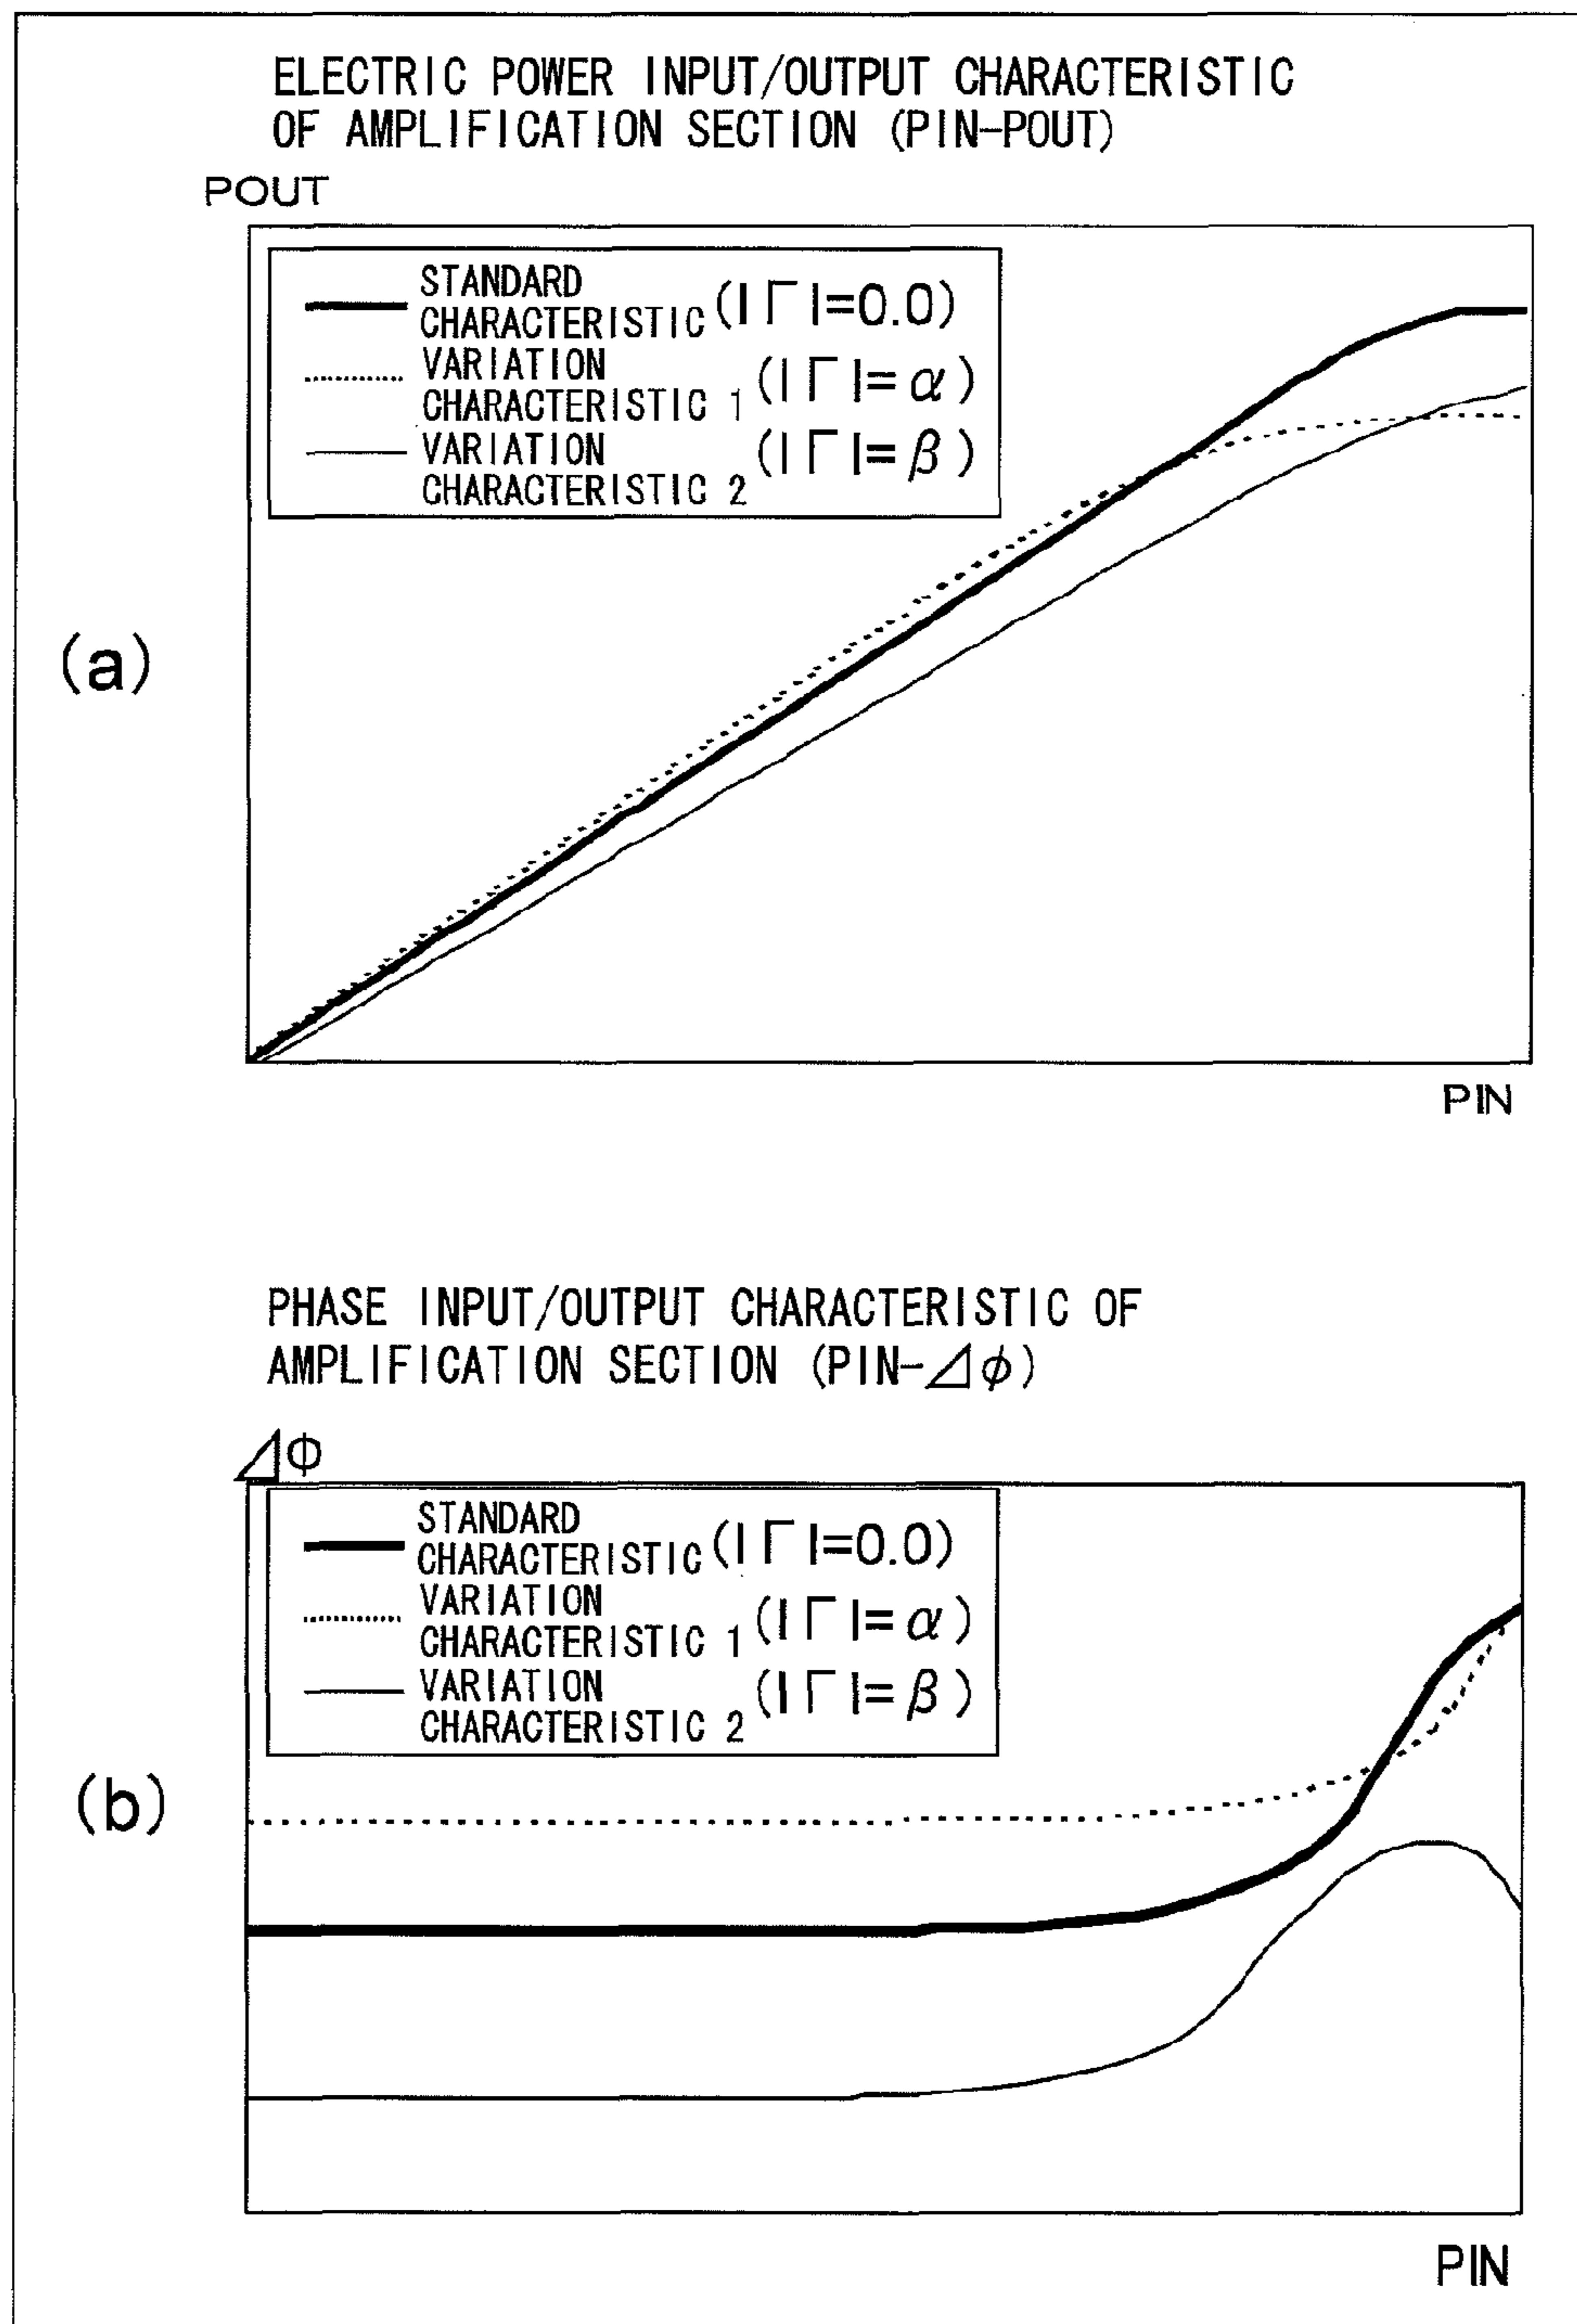 ELECTRIC POWER INPUT/OUTPUT CHARACTERISTIC
OF AMPLIFICATION SECTION (PIN-POUT)
POUT
STANDARD
CHARACTERISTIC (|Γ|=0.0)
VARIATION
CHARACTERISTIC 1 (|Γ|=α)
VARIATION
CHARACTERISTIC 2 (|Γ|=β)
(a)
PIN
PHASE INPUT/OUTPUT CHARACTERISTIC OF
AMPLIFICATION SECTION (PIN-⊿φ)
⊿φ
STANDARD
CHARACTERISTIC (|Γ|=0.0)
VARIATION
CHARACTERISTIC 1 (|Γ|=α)
VARIATION
CHARACTERISTIC 2 (|Γ|=β)
(b)
PIN